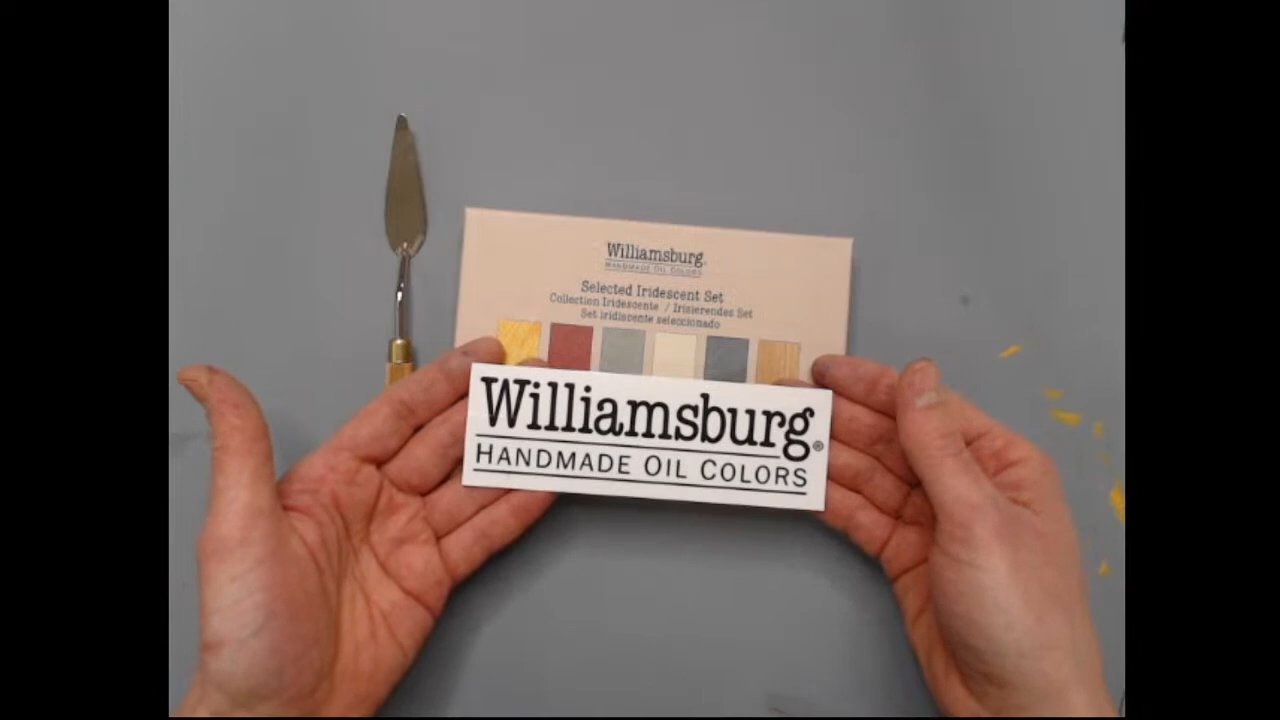 Williamsburg®
HANDMADE OIL COLORS
Selected Iridescent Set
Collection Iridescente / Irisierendes Set
Set iridiscente seleccionado
Williamsburg®
HANDMADE OIL COLORS